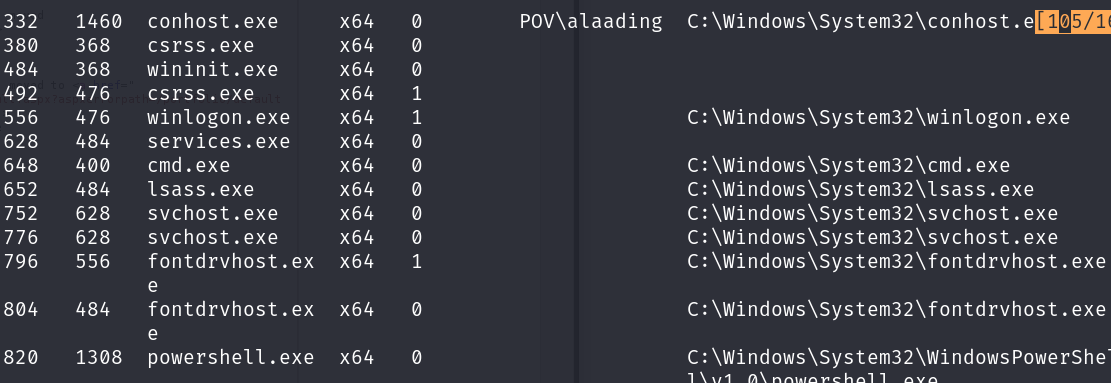 332 1460 conhost.exe x64 0 POV\alaading C:\Windows\System32\conhost.e[105/16
380 368 csrss.exe x64 0
484 368 wininit.exe x64 0
492 476 csrss.exe x64 1
556 476 winlogon.exe x64 1 C:\Windows\System32\winlogon.exe
628 484 services.exe x64 0
648 400 cmd.exe x64 0 C:\Windows\System32\cmd.exe
652 484 lsass.exe x64 0 C:\Windows\System32\lsass.exe
752 628 svchost.exe x64 0 C:\Windows\System32\svchost.exe
776 628 svchost.exe x64 0 C:\Windows\System32\svchost.exe
796 556 fontdrvhost.ex x64 1 C:\Windows\System32\fontdrvhost.exe
e
804 484 fontdrvhost.ex x64 0 C:\Windows\System32\fontdrvhost.exe
e
820 1308 powershell.exe x64 0 C:\Windows\System32\WindowsPowerShel
l\v1.0\powershell.exe